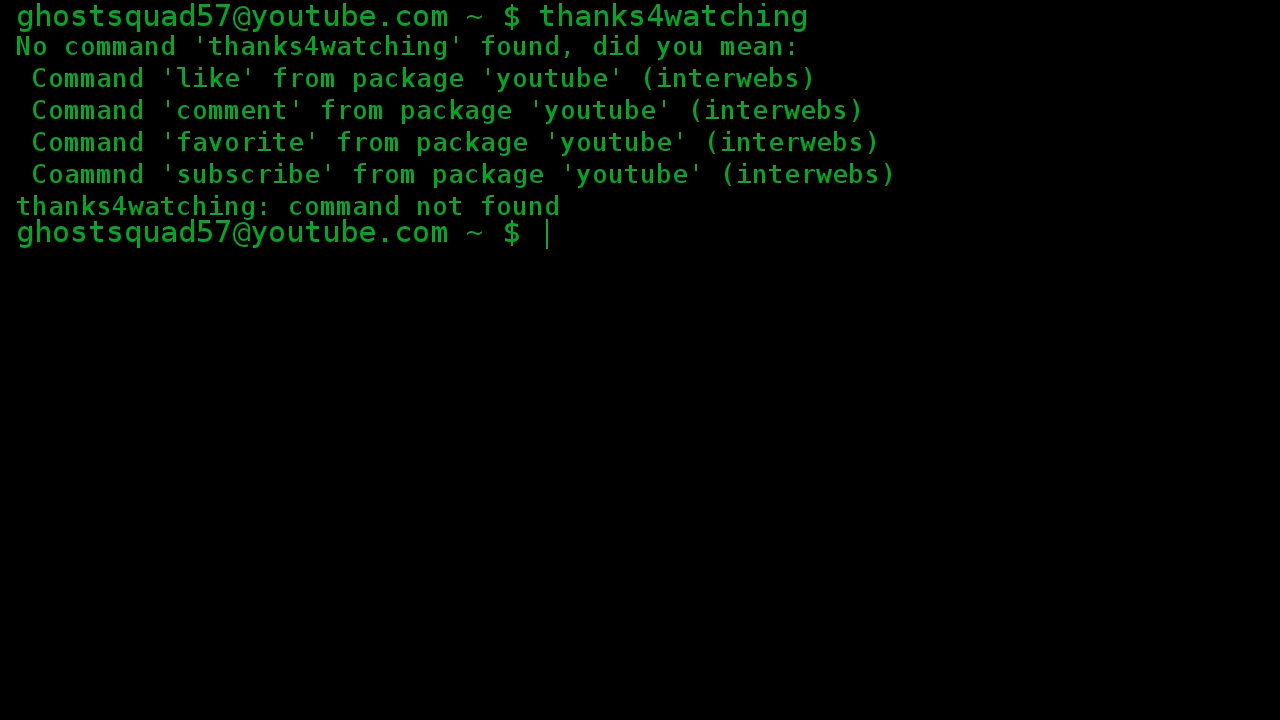 ghostsquad57@youtube.com ~ $ thanks4watching
No command 'thanks4watching' found, did you mean:
 Command 'like' from package 'youtube' (interwebs)
 Command 'comment' from package 'youtube' (interwebs)
 Command 'favorite' from package 'youtube' (interwebs)
 Coammnd 'subscribe' from package 'youtube' (interwebs)
thanks4watching: command not found
ghostsquad57@youtube.com ~ $ |